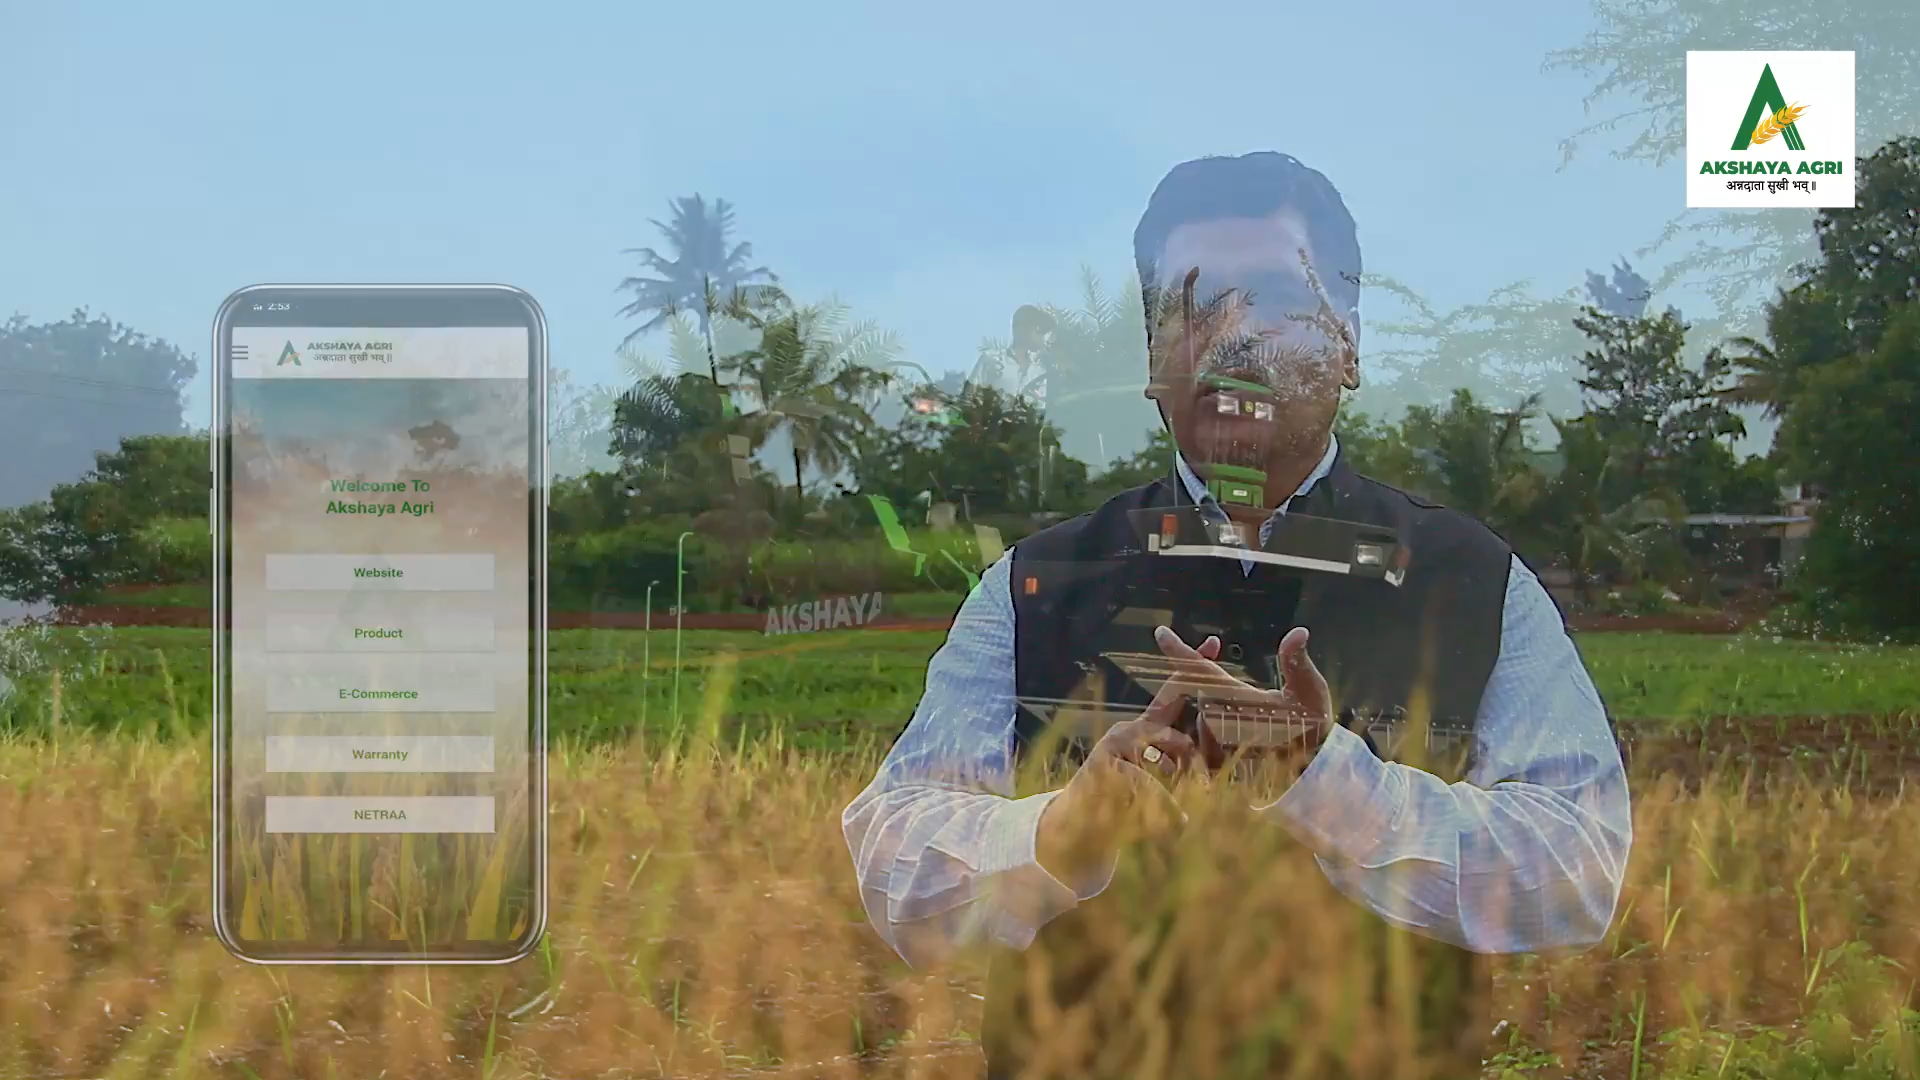 2:53
AKSHAYA AGRI
अन्नदाता सुखी भव्॥
Welcome To
Akshaya Agri
Website
Product
E-Commerce
Warranty
NETRAA
AKSHAYA
AKSHAYA AGRI
अन्नदाता सुखी भव्॥